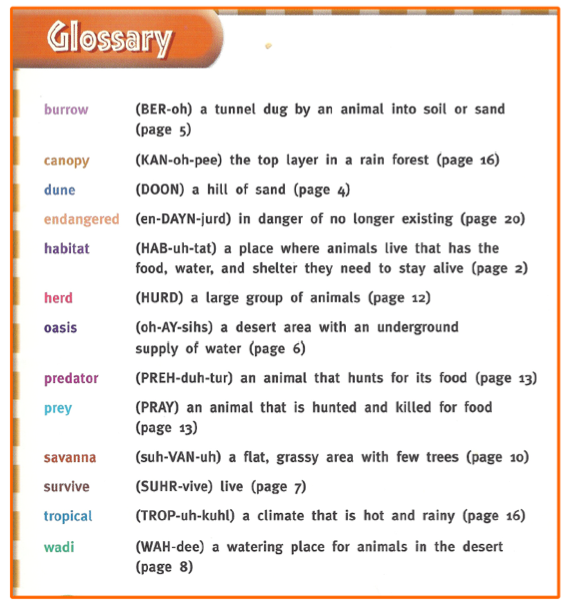 Glossary
burrow (BER-oh) a tunnel dug by an animal into soil or sand
(page 5)
canopy (KAN-oh-pee) the top layer in a rain forest (page 16)
dune (DOON) a hill of sand (page 4)
endangered (en-DAYN-jurd) in danger of no longer existing (page 20)
habitat (HAB-uh-tat) a place where animals live that has the
food, water, and shelter they need to stay alive (page 2)
herd (HURD) a large group of animals (page 12)
oasis (oh-AY-sihs) a desert area with an underground
supply of water (page 6)
predator (PREH-duh-tur) an animal that hunts for its food (page 13)
prey (PRAY) an animal that is hunted and killed for food
(page 13)
savanna (suh-VAN-uh) a flat, grassy area with few trees (page 10)
survive (SUHR-vive) live (page 7)
tropical (TROP-uh-kuhl) a climate that is hot and rainy (page 16)
wadi (WAH-dee) a watering place for animals in the desert
(page 8)